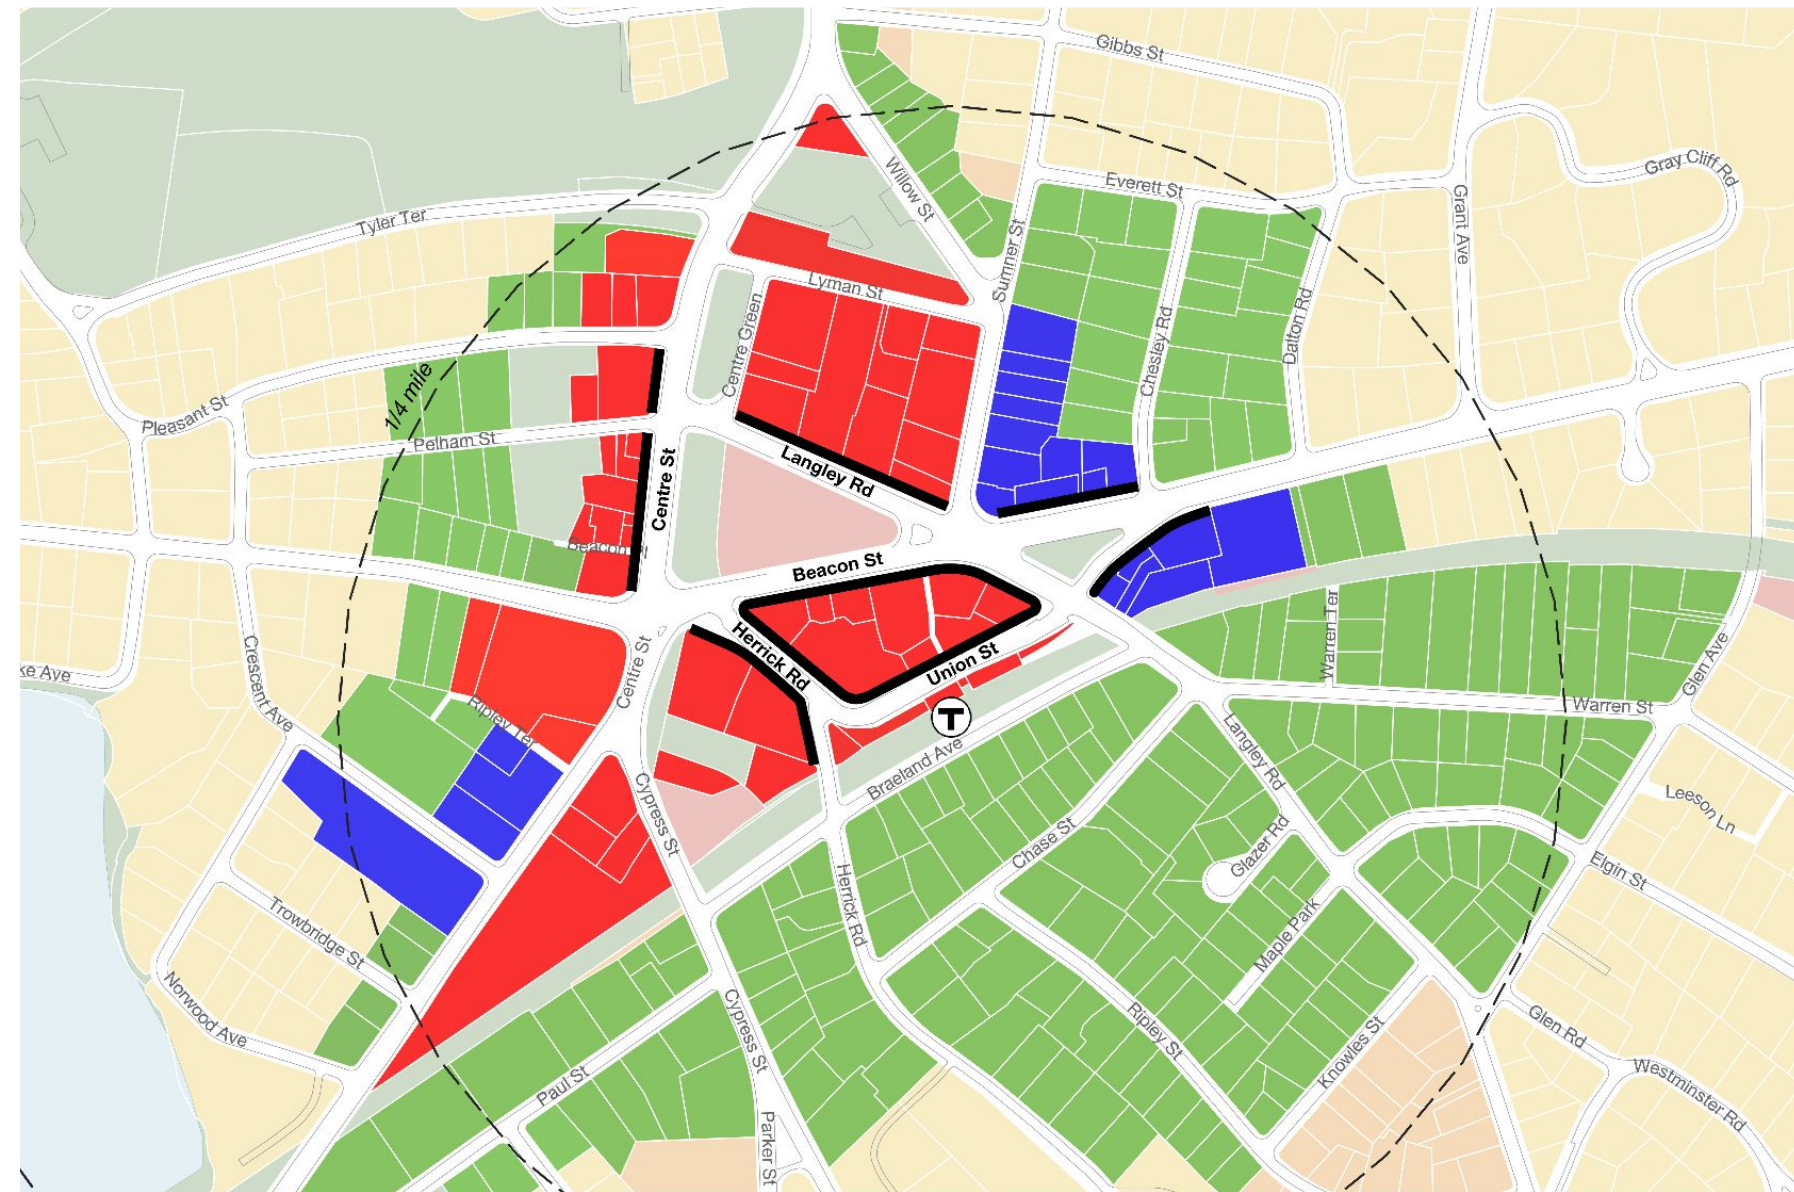 Gibbs St
Gray Cliff Rd
Willow St
Everett St
Grant Ave
Tyler Ter
Sumner St
Lyman St
Centre Green
Chesley Rd
Dalton Rd
1/4 mile
Pleasant St
Pelham St
Langley Rd
Centre St
Beacon
Beacon St
Herrick Rd
Union St
Warren Ter
Glen Ave
Warren St
ke Ave
Crescent Ave
Centre St
Ripley Ter
T
Langley Rd
Braeland Ave
Cypress St
Leeson Ln
Chase St
Glazer Rd
Elgin St
Herrick Rd
Trowbridge St
Maple Park
Norwood Ave
Cypress St
Ripley St
Knowles St
Glen Rd
Westminster Rd
Paul St
Parker St